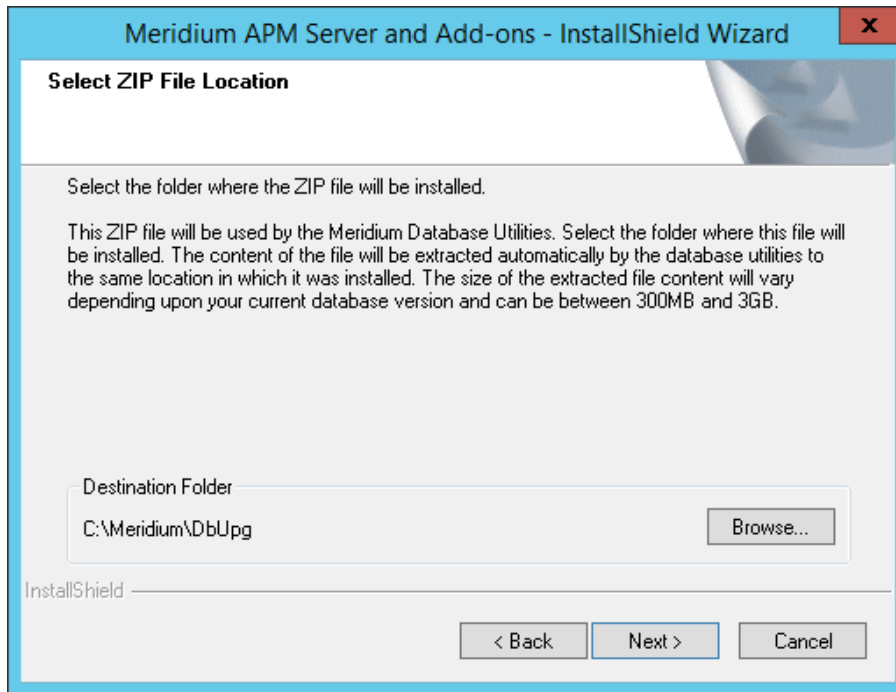 Meridium APM Server and Add-ons - InstallShield Wizard
x
Select ZIP File Location
Select the folder where the ZIP file will be installed.
This ZIP file will be used by the Meridium Database Utilities. Select the folder where this file will
be installed. The content of the file will be extracted automatically by the database utilities to
the same location in which it was installed. The size of the extracted file content will vary
depending upon your current database version and can be between 300MB and 3GB.
Destination Folder
C:\Meridium\DbUpg
Browse...
InstallShield
< Back
Next >
Cancel